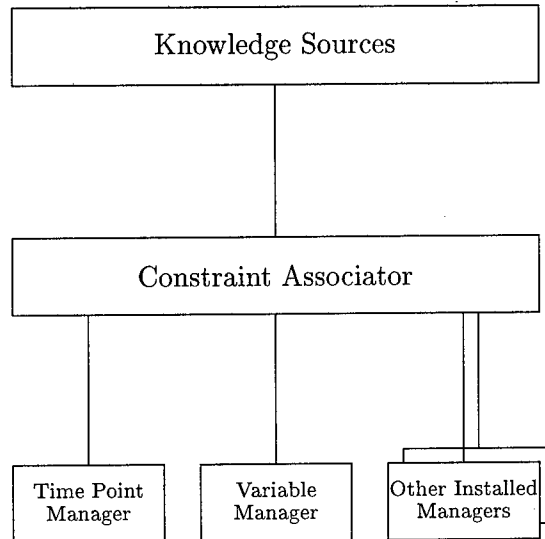 Knowledge Sources
Constraint Associator
Time Point
Manager
Variable
Manager
Other Installed
Managers